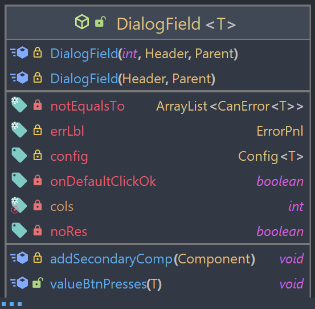 DialogField <T>
DialogField(int, Header, Parent)
DialogField(Header, Parent)
notEqualsTo ArrayList<CanError<T>>
errLbl ErrorPnl
config Config<T>
onDefaultClickOk boolean
cols int
noRes boolean
addSecondaryComp(Component) void
valueBtnPresses(T) void